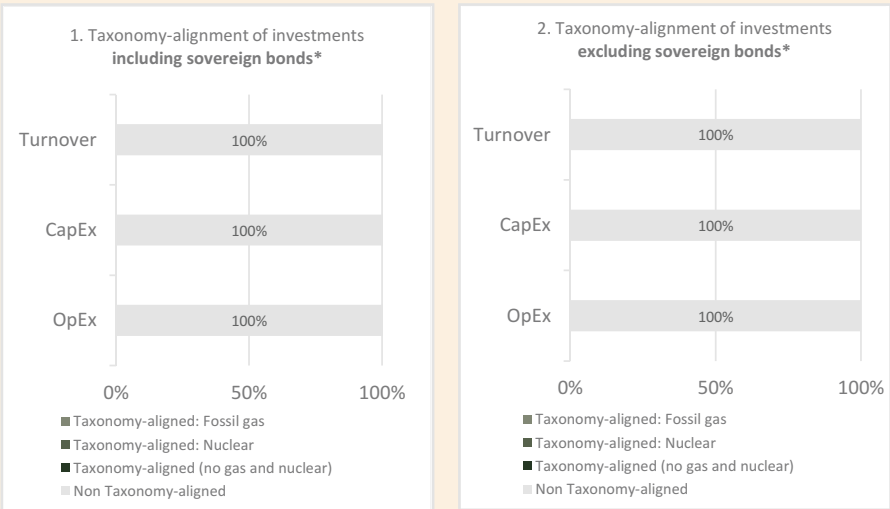 1. Taxonomy-alignment of investments
including sovereign bonds*
Turnover
100%
CapEx
100%
OpEx
100%
0% 50% 100%
Taxonomy-aligned: Fossil gas
Taxonomy-aligned: Nuclear
Taxonomy-aligned (no gas and nuclear)
Non Taxonomy-aligned
2. Taxonomy-alignment of investments
excluding sovereign bonds*
Turnover
100%
CapEx
100%
OpEx
100%
0% 50% 100%
Taxonomy-aligned: Fossil gas
Taxonomy-aligned: Nuclear
Taxonomy-aligned (no gas and nuclear)
Non Taxonomy-aligned